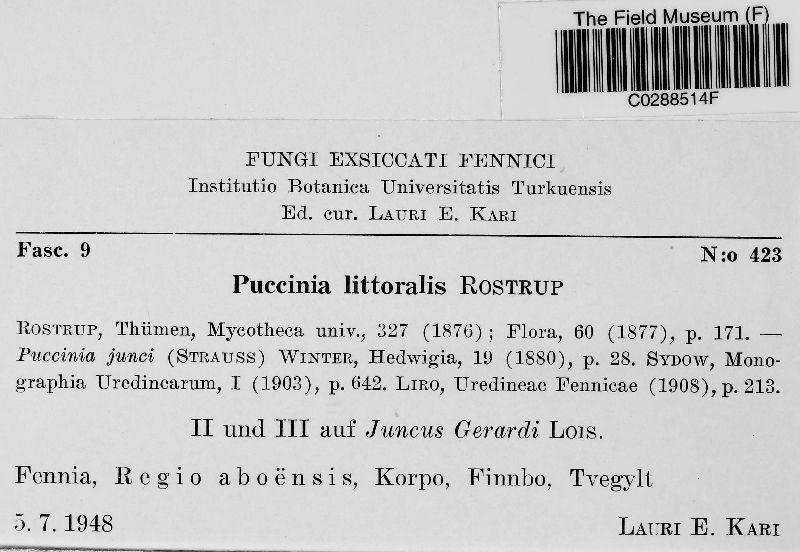 The Field Museum (F)
C0288514F
FUNGI EXSICCATI FENNICI
Institutio Botanica Universitatis Turkuensis
Ed. cur. LAURI E. KARI
Fasc. 9 N:o 423
Puccinia littoralis ROSTRUP
ROSTRUP, Thümen, Mycotheca univ., 327 (1876); Flora, 60 (1877), p. 171. —
Puccinia junci (STRAUSS) WINTER, Hedwigia, 19 (1880), p. 28. SYDOW, Mono-
graphia Uredinearum, I (1903), p. 642. LIRO, Uredineae Fennicae (1908), p. 213.
II und III auf Juncus Gerardi LOIS.
Fennia, Regio aboënsis, Korpo, Finnbo, Tvegylt
5. 7. 1948 LAURI E. KARI